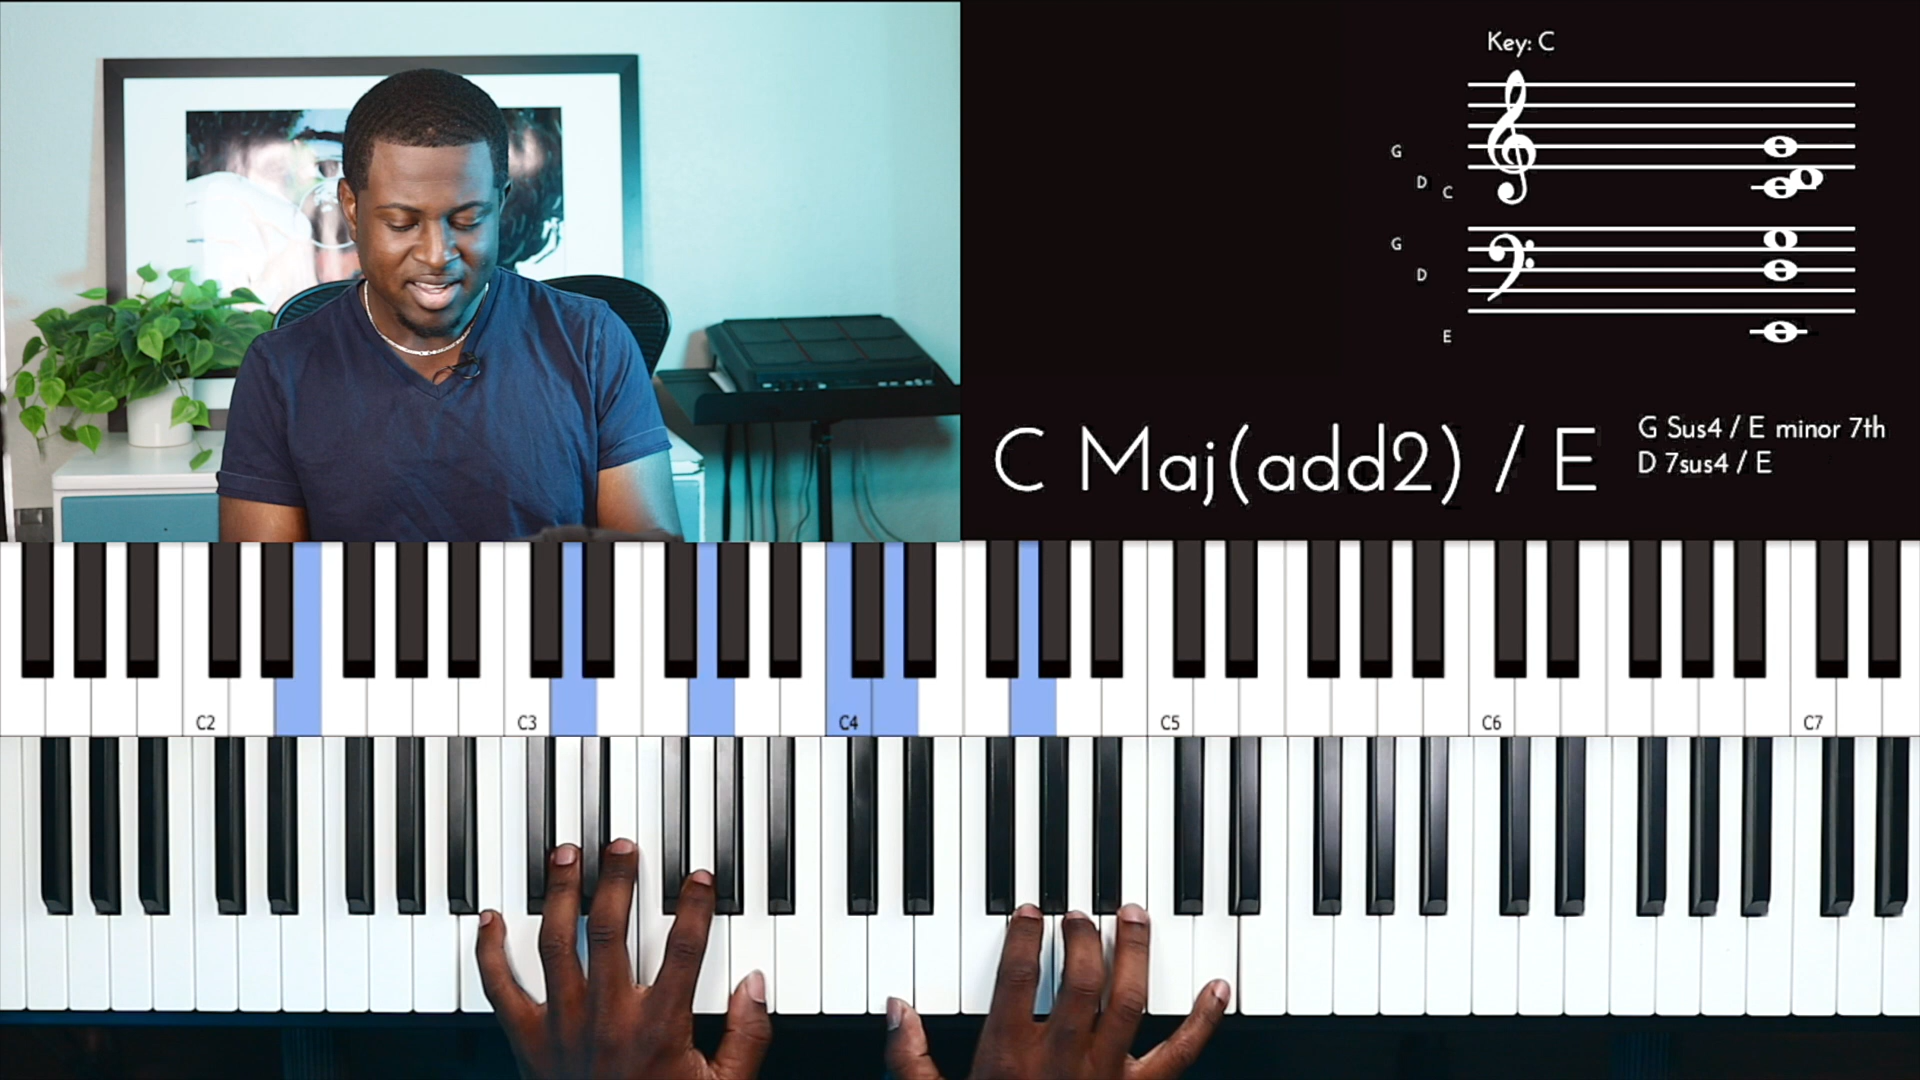 Key: C
G
D
C
G
D
E
C Maj(add2) / E
G Sus4 / E minor 7th
D 7sus4 / E
C2
C3
C4
C5
C6
C7